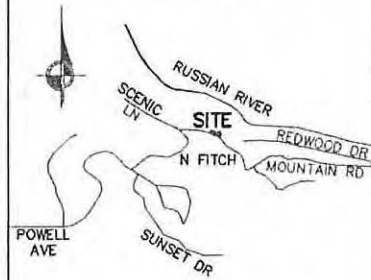 RUSSIAN RIVER
SCENIC
LN
SITE
REDWOOD DR
N FITCH
MOUNTAIN RD
POWELL
AVE
SUNSET DR